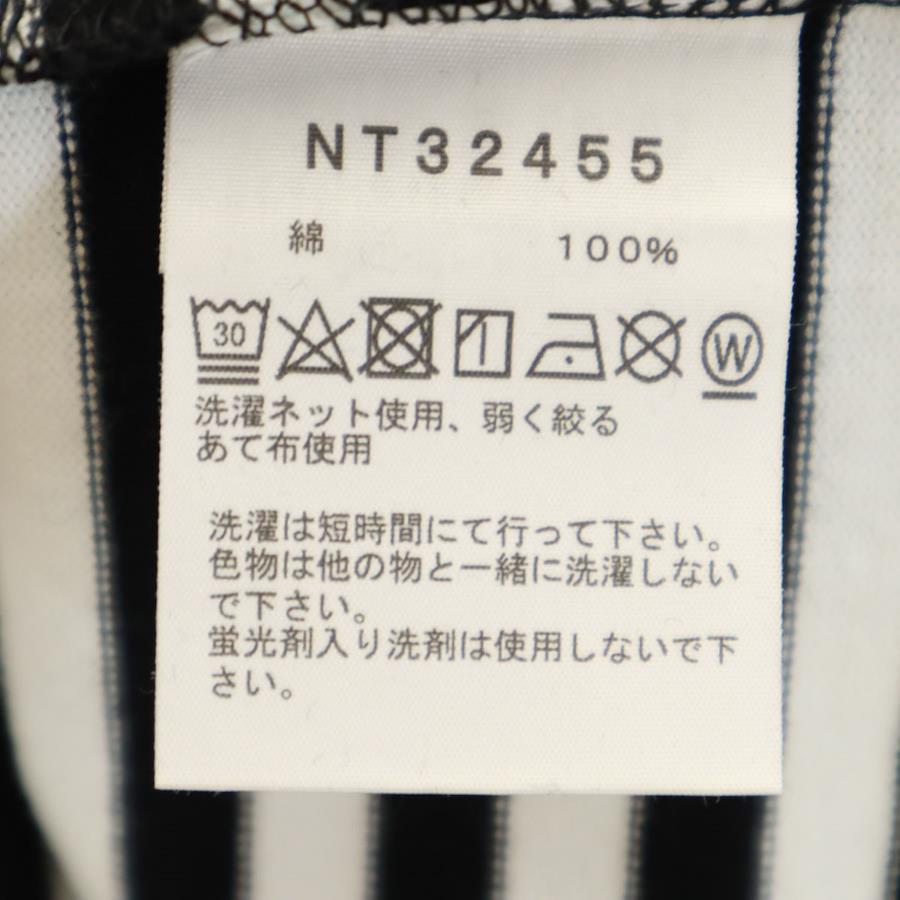 NT32455
綿 100%
30 W
洗濯ネット使用、弱く絞る
あて布使用
洗濯は短時間にて行って下さい。
色物は他の物と一緒に洗濯しない
で下さい。
蛍光剤入り洗剤は使用しないで下
さい。